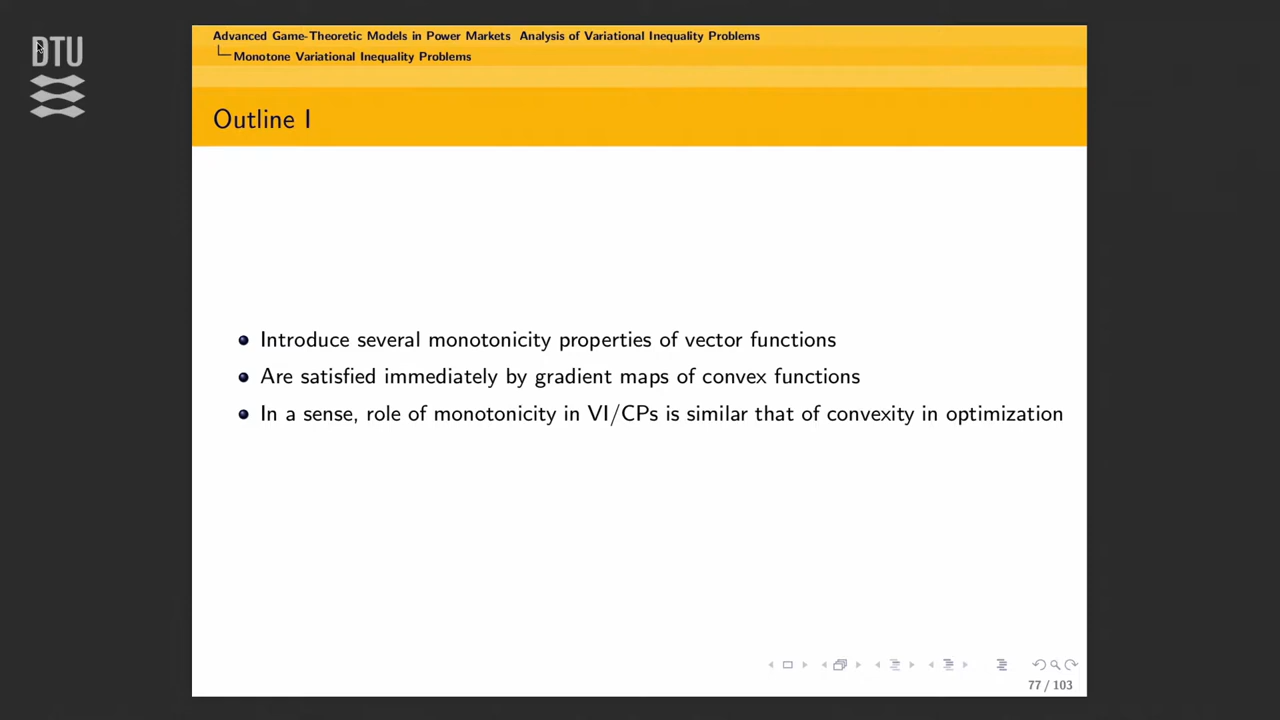 DTU
Advanced Game-Theoretic Models in Power Markets Analysis of Variational Inequality Problems
Monotone Variational Inequality Problems
Outline I
Introduce several monotonicity properties of vector functions
Are satisfied immediately by gradient maps of convex functions
In a sense, role of monotonicity in VI/CPs is similar that of convexity in optimization
77 / 103